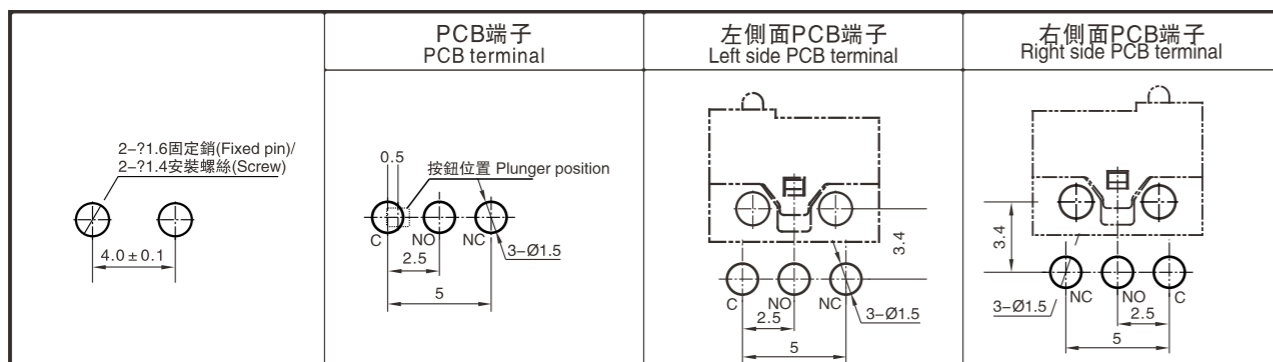 PCB端子
PCB terminal
左側面PCB端子
Left side PCB terminal
右側面PCB端子
Right side PCB terminal
2–?1.6固定銷(Fixed pin)/
2–?1.4安裝螺絲(Screw)
4.0±0.1
0.5
按鈕位置 Plunger position
C
NO
NC
3–Ø1.5
2.5
5
3.4
C
NO
NC
3–Ø1.5
2.5
5
3.4
3–Ø1.5
NC
NO
C
2.5
5